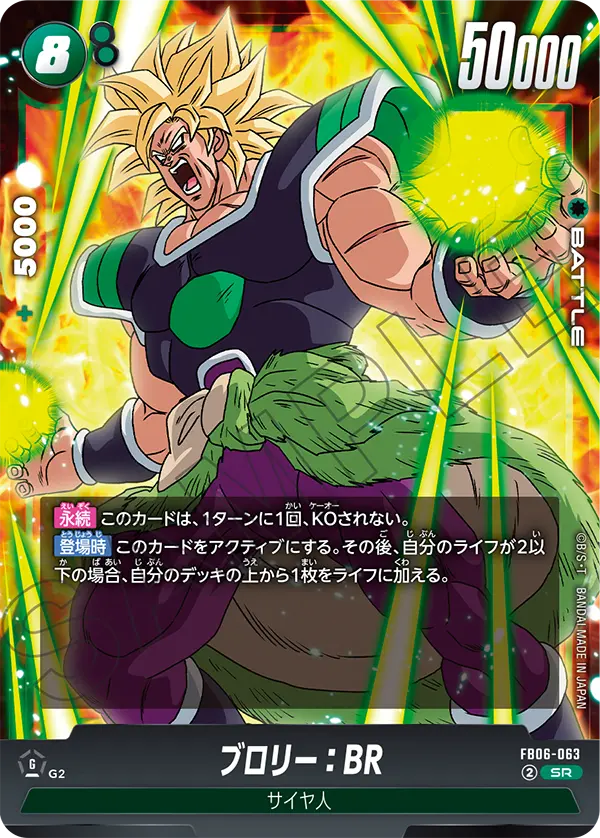 8 8
50000
+ 5000
BATTLE
永続 このカードは、1ターンに1回、KOされない。
登場時 このカードをアクティブにする。その後、自分のライフが2以
下の場合、自分のデッキの上から1枚をライフに加える。
SAMPLE
©B/S・T BANDAI MADE IN JAPAN
G G2
ブロリー：BR
FB06-063
2 SR
サイヤ人